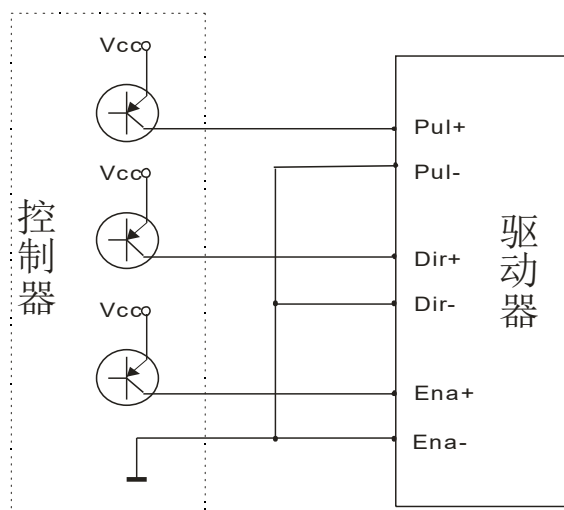 Vcc
Pul+
Pul-
Vcc
控制器
驱动器
Dir+
Dir-
Vcc
Ena+
Ena-